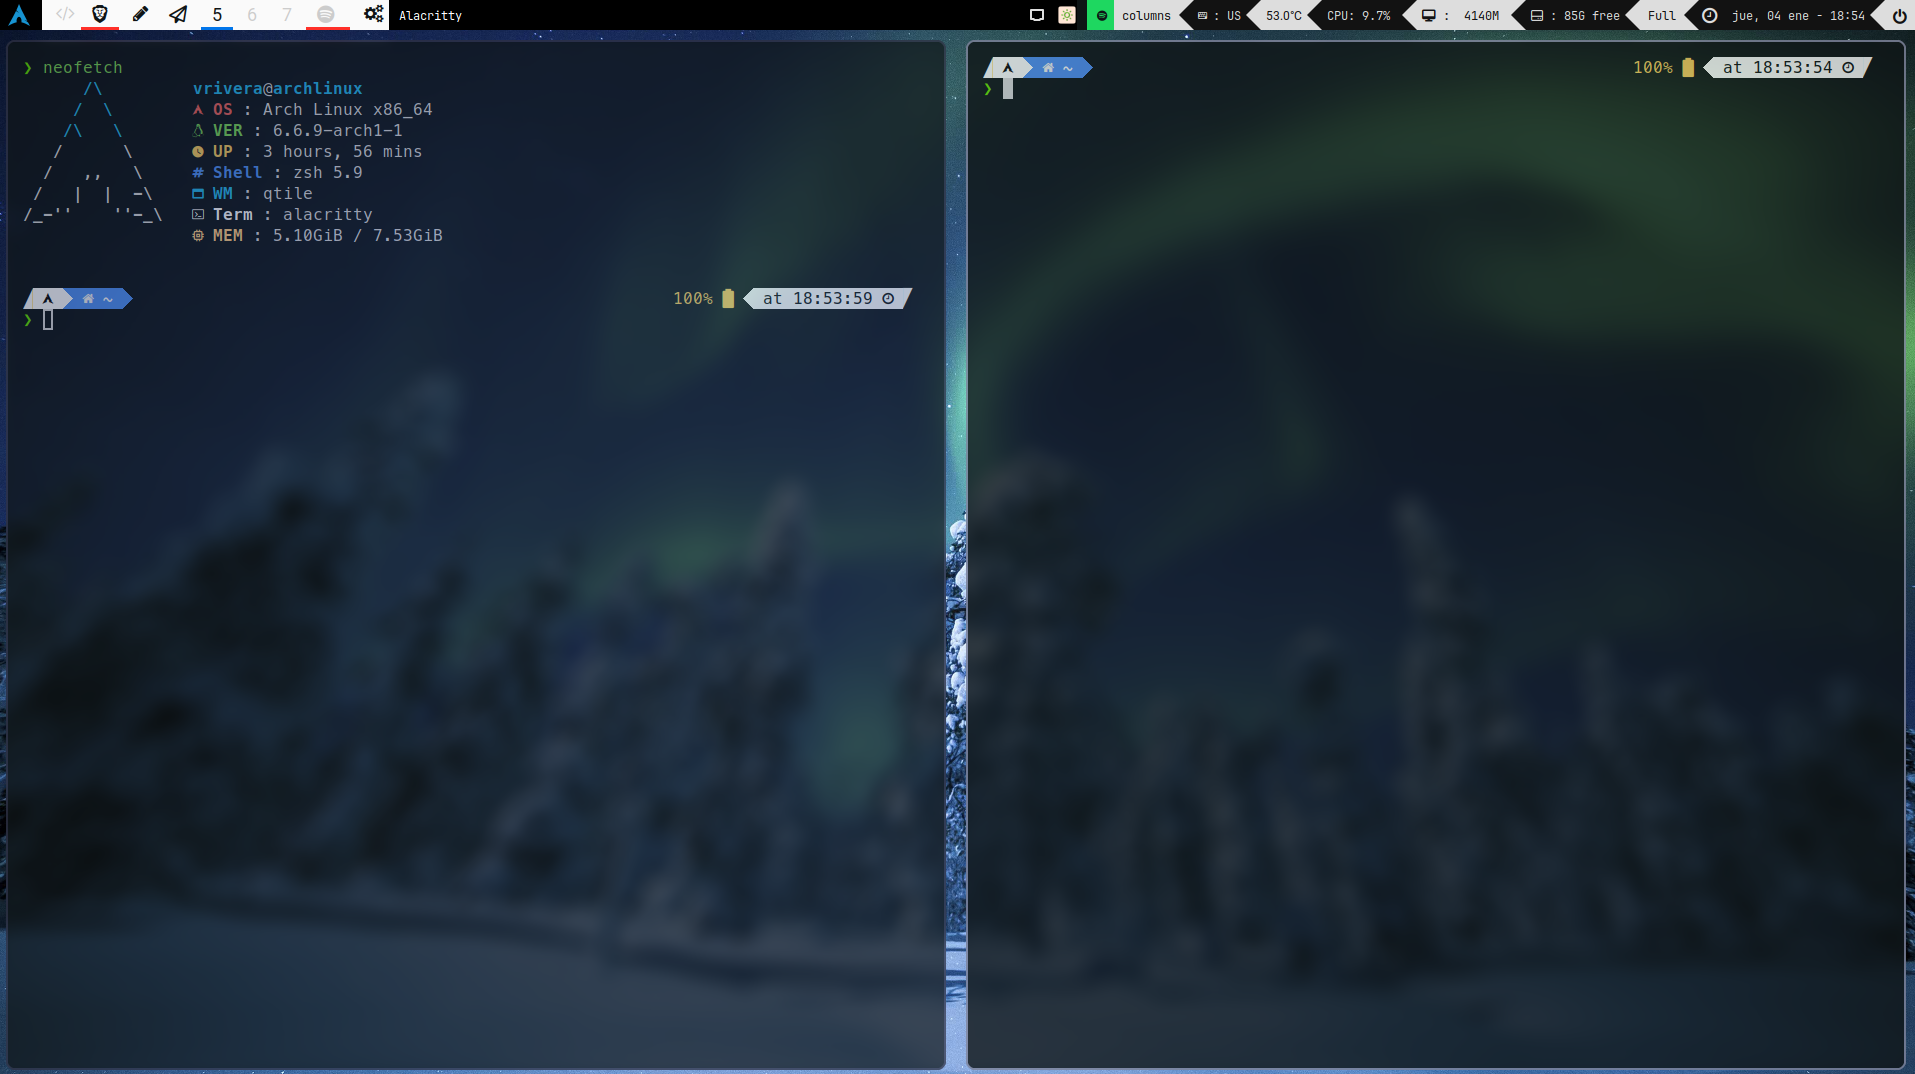 </> 5 6 7 Alacritty columns : US 53.0°C CPU: 9.7% : 4140M : 85G free Full jue, 04 ene - 18:54
❯ neofetch
/\ vrivera@archlinux
/ \ OS : Arch Linux x86_64
/\ \ VER : 6.6.9-arch1-1
/ \ UP : 3 hours, 56 mins
/ ,, \ # Shell : zsh 5.9
/ | | -\ WM : qtile
/_-'' ''-_\ Term : alacritty
MEM : 5.10GiB / 7.53GiB
~ 100% at 18:53:59
❯
~ 100% at 18:53:54
❯